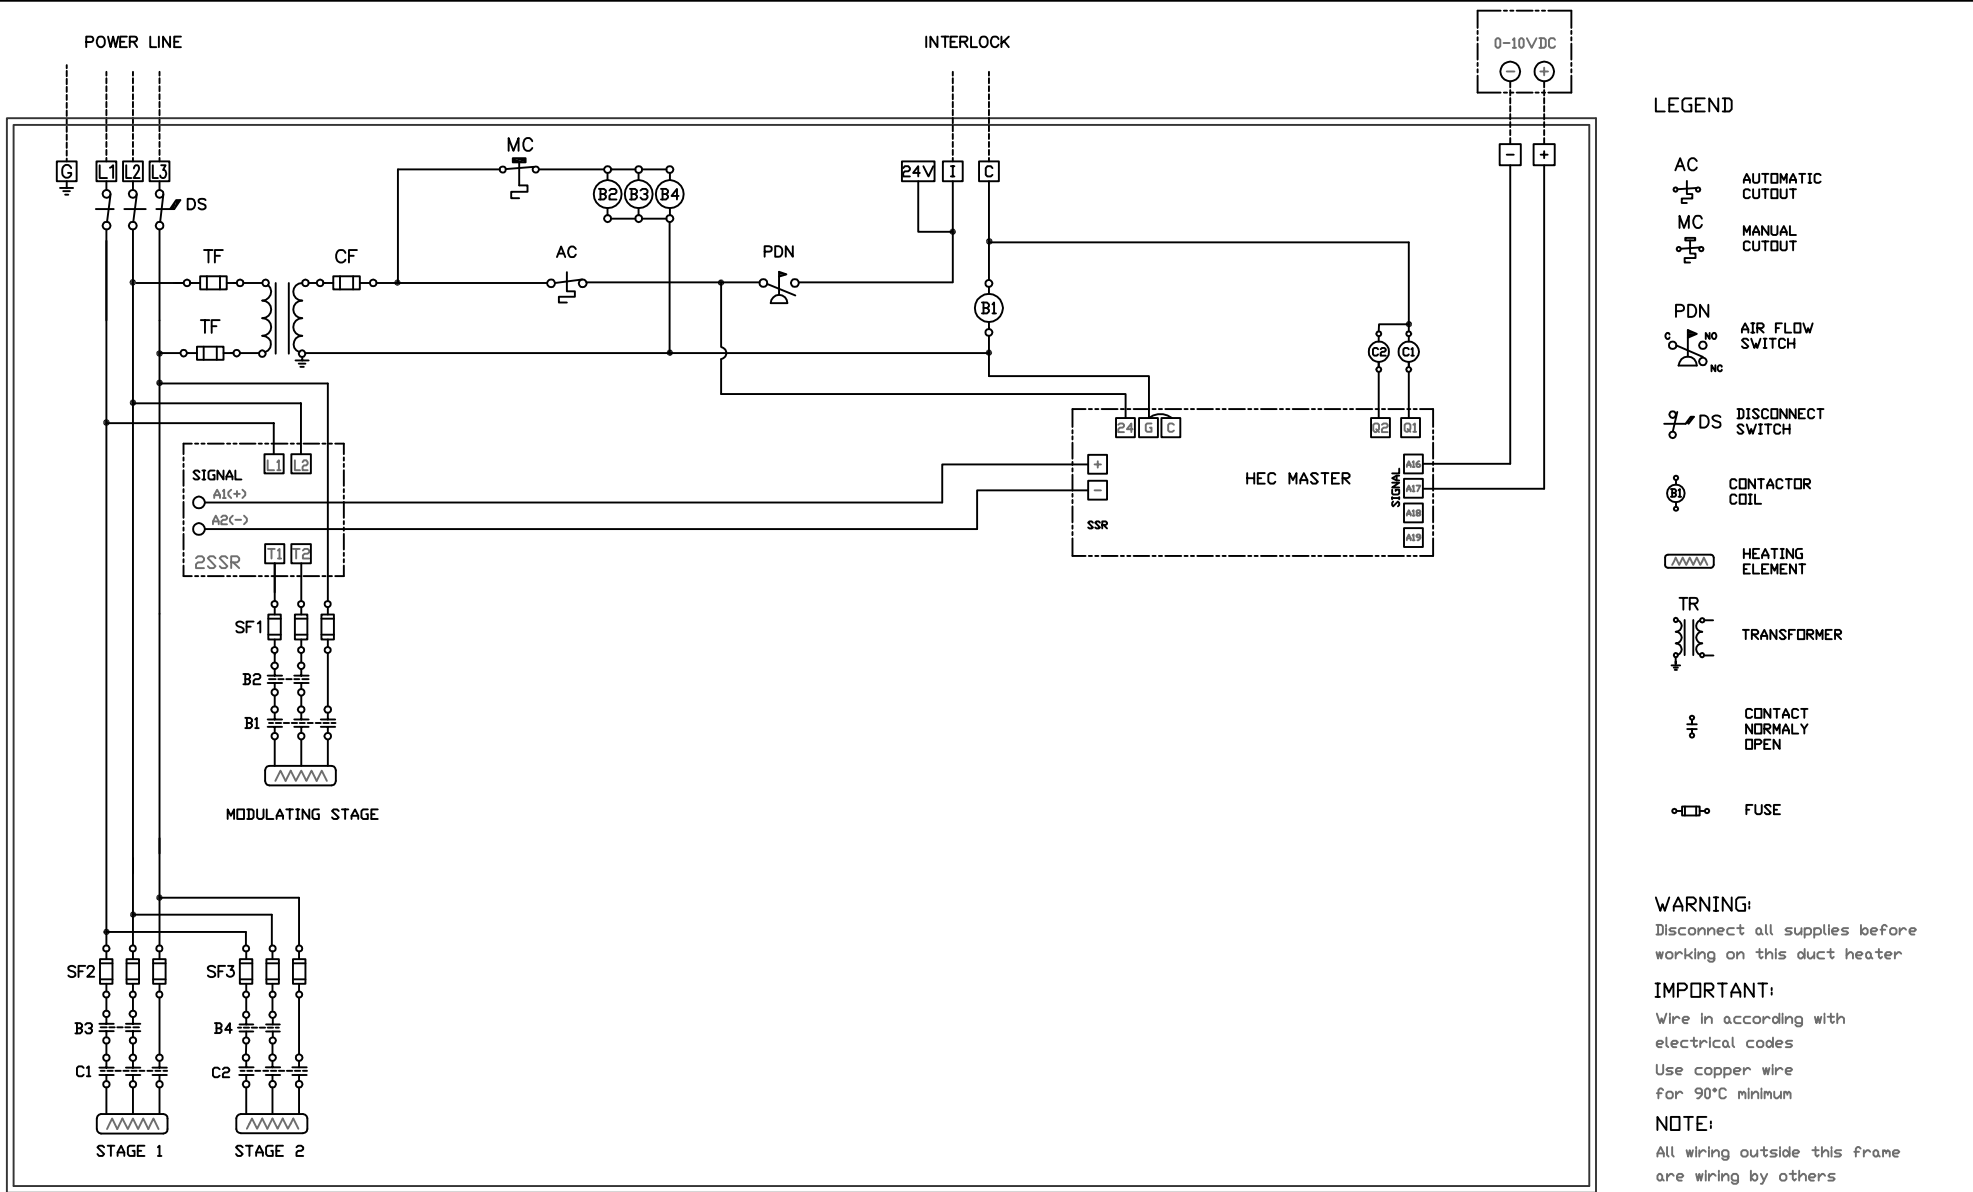 POWER LINE
INTERLOCK
0-10VDC
- +
LEGEND
G L1 L2 L3
DS
MC
B2 B3 B4
24V I C
- +
TF
CF
AC
PDN
TF
B1
C2 C1
24 G C
Q2 Q1
L1 L2
SIGNAL
A1(+)
A2(-)
T1 T2
2SSR
+
-
SSR
HEC MASTER
SIGNAL
A16
A17
A18
A19
SF1
B2
B1
MODULATING STAGE
SF2
SF3
B3
B4
C1
C2
STAGE 1
STAGE 2
AC
AUTOMATIC
CUTOUT
MC
MANUAL
CUTOUT
PDN
C
NO
NC
AIR FLOW
SWITCH
DS
DISCONNECT
SWITCH
B1
CONTACTOR
COIL
HEATING
ELEMENT
TR
TRANSFORMER
CONTACT
NORMALY
OPEN
FUSE
WARNING:
Disconnect all supplies before
working on this duct heater
IMPORTANT:
Wire in according with
electrical codes
Use copper wire
for 90°C minimum
NOTE:
All wiring outside this frame
are wiring by others